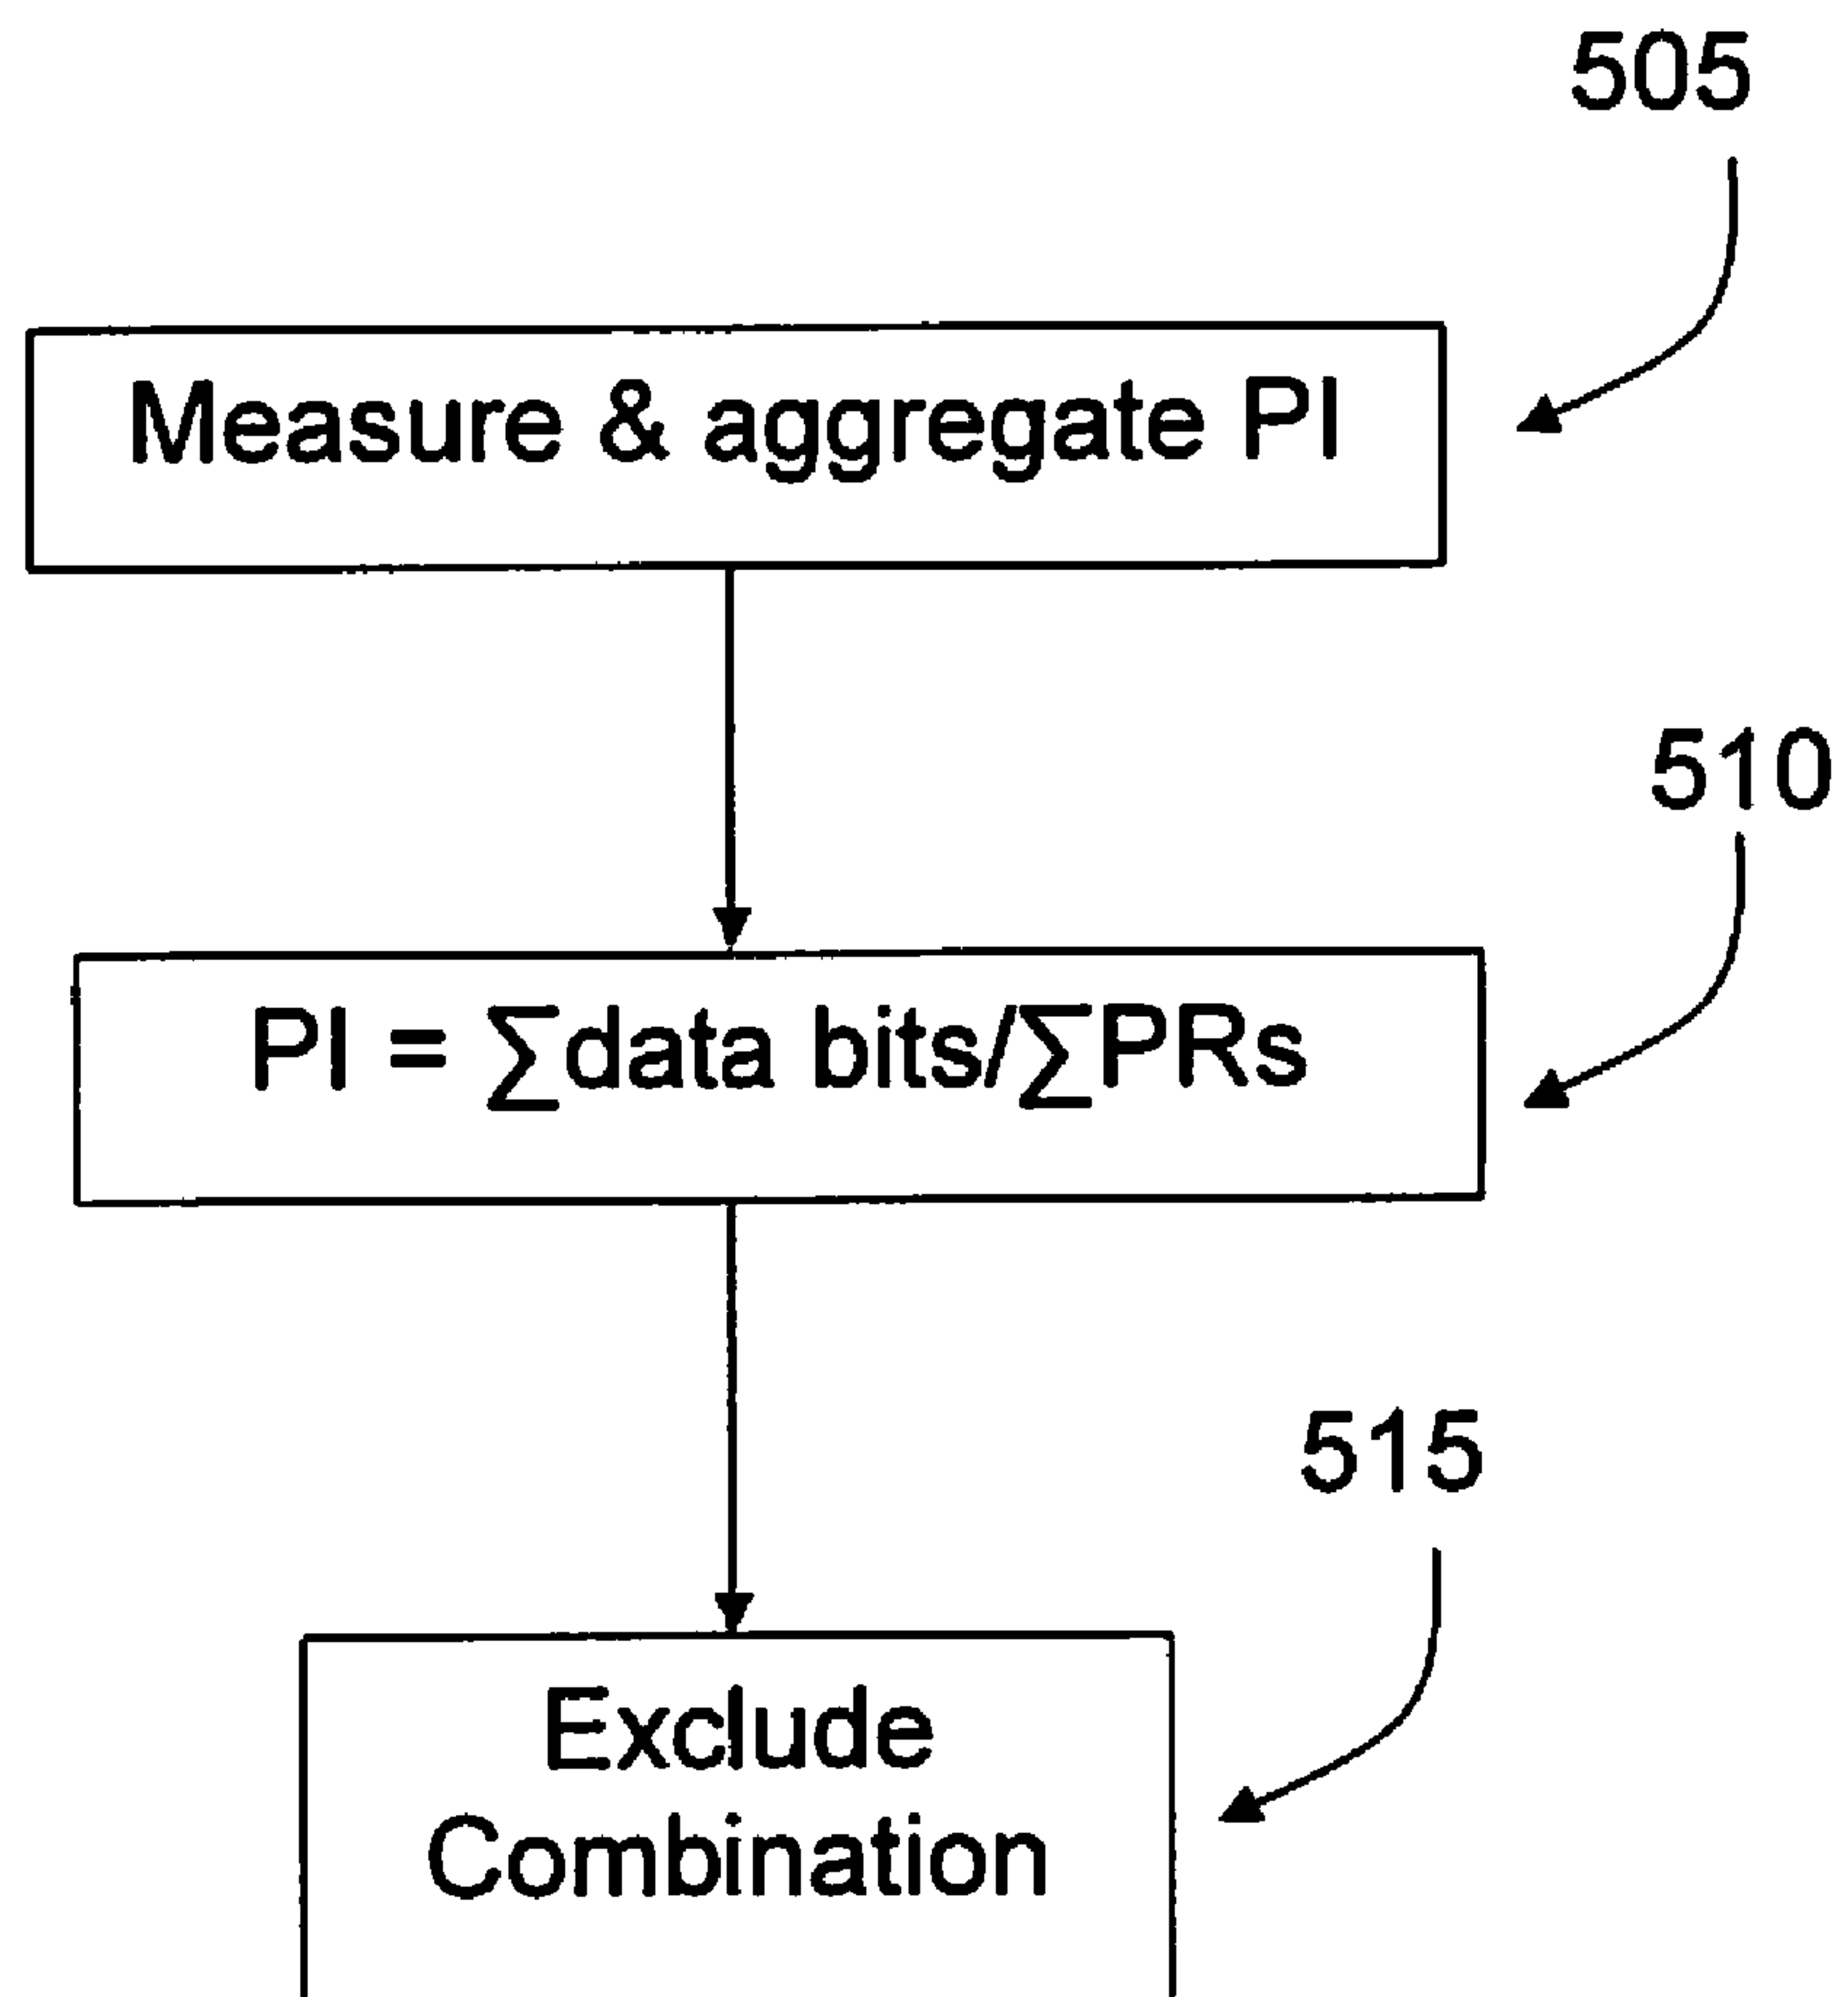 505
Measure & aggregate PI
510
PI = ∑data bits/∑PRs
515
Exclude
Combination